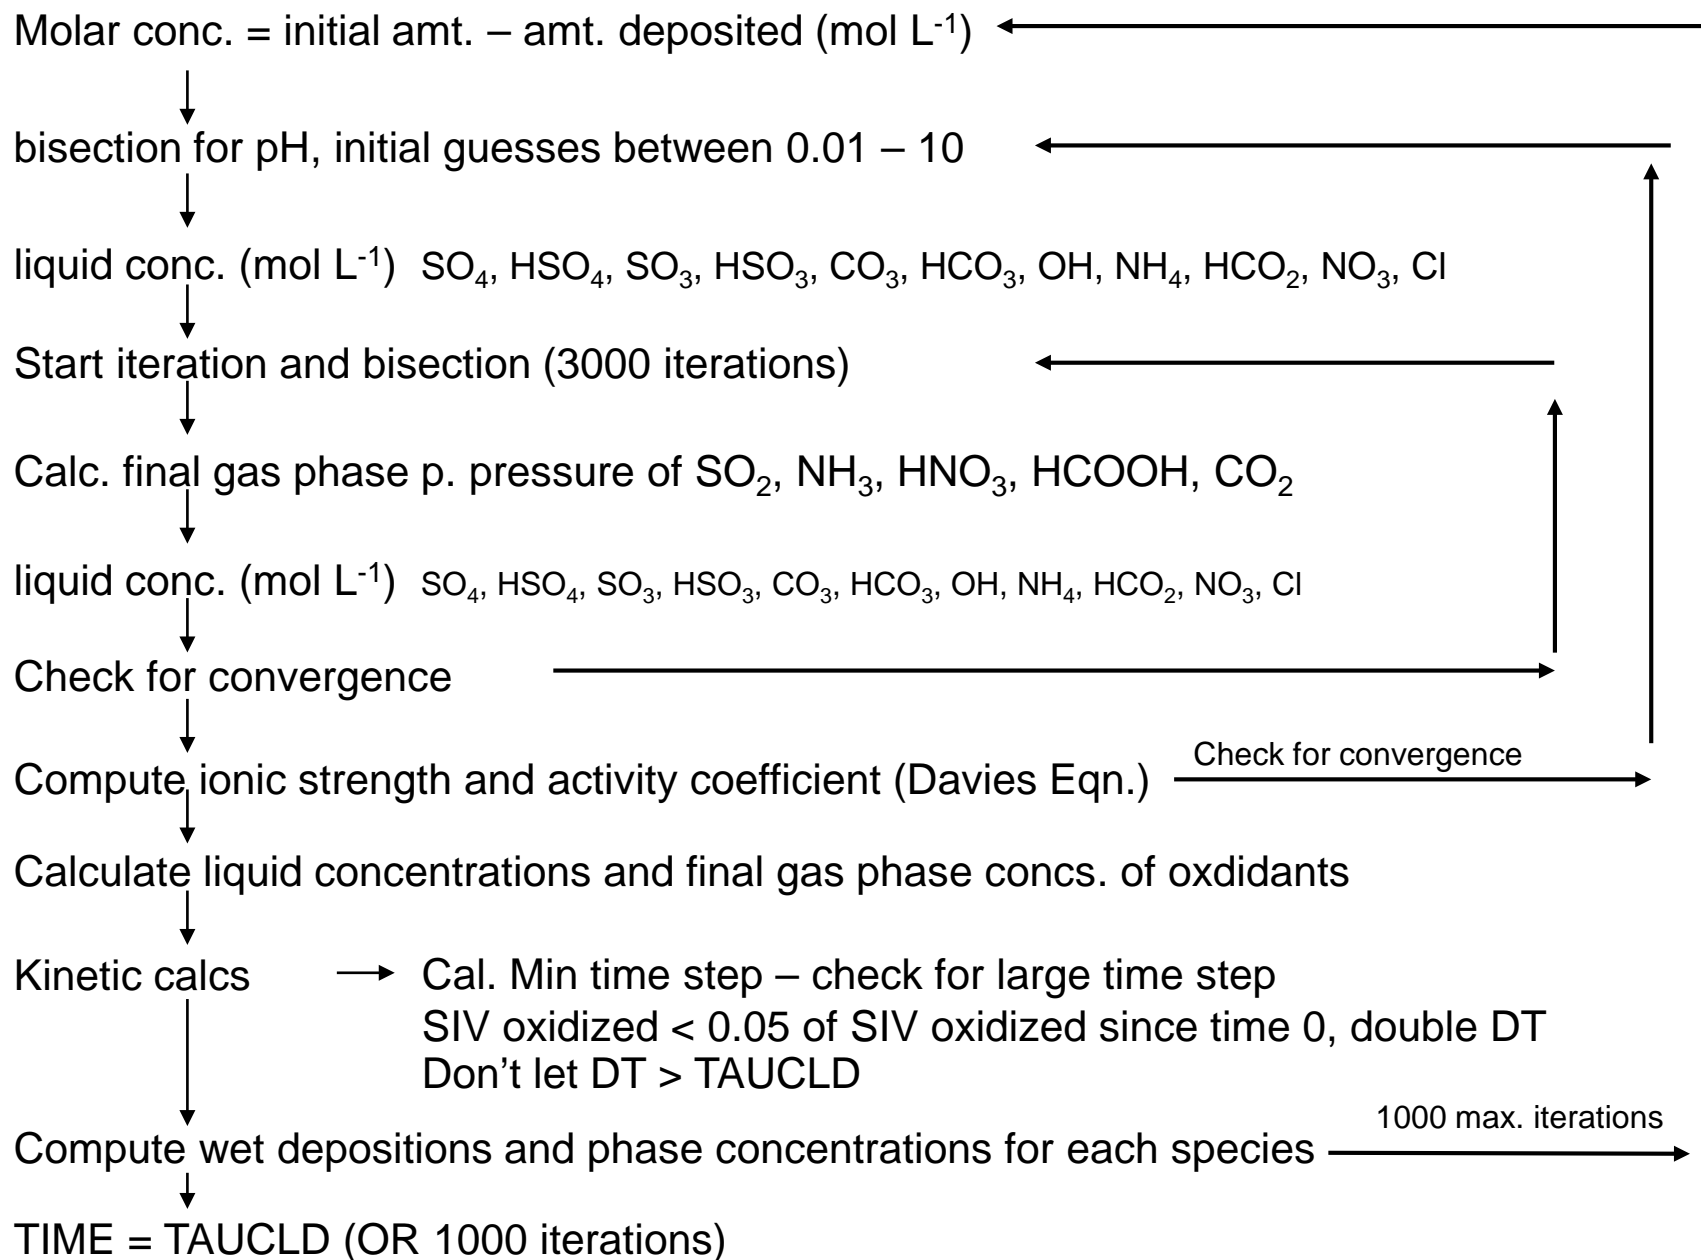 Molar conc. = initial amt. – amt. deposited (mol L⁻¹)
bisection for pH, initial guesses between 0.01 – 10
liquid conc. (mol L⁻¹) SO₄, HSO₄, SO₃, HSO₃, CO₃, HCO₃, OH, NH₄, HCO₂, NO₃, Cl
Start iteration and bisection (3000 iterations)
Calc. final gas phase p. pressure of SO₂, NH₃, HNO₃, HCOOH, CO₂
liquid conc. (mol L⁻¹) SO₄, HSO₄, SO₃, HSO₃, CO₃, HCO₃, OH, NH₄, HCO₂, NO₃, Cl
Check for convergence
Compute ionic strength and activity coefficient (Davies Eqn.)
Check for convergence
Calculate liquid concentrations and final gas phase concs. of oxdidants
Kinetic calcs
Cal. Min time step – check for large time step
SIV oxidized < 0.05 of SIV oxidized since time 0, double DT
Don't let DT > TAUCLD
Compute wet depositions and phase concentrations for each species
1000 max. iterations
TIME = TAUCLD (OR 1000 iterations)